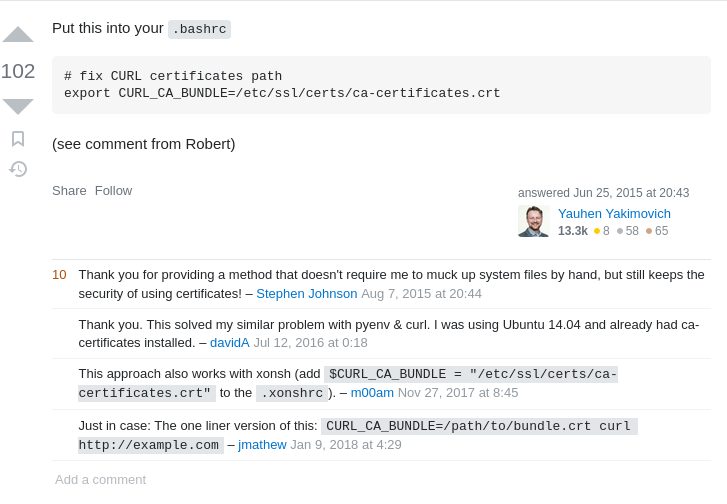 Put this into your .bashrc
102
# fix CURL certificates path
export CURL_CA_BUNDLE=/etc/ssl/certs/ca-certificates.crt
(see comment from Robert)
Share Follow
answered Jun 25, 2015 at 20:43
Yauhen Yakimovich
13.3k 8 58 65
10 Thank you for providing a method that doesn't require me to muck up system files by hand, but still keeps the
security of using certificates! – Stephen Johnson Aug 7, 2015 at 20:44
Thank you. This solved my similar problem with pyenv & curl. I was using Ubuntu 14.04 and already had ca-
certificates installed. – davidA Jul 12, 2016 at 0:18
This approach also works with xonsh (add $CURL_CA_BUNDLE = "/etc/ssl/certs/ca-
certificates.crt" to the .xonshrc ). – m00am Nov 27, 2017 at 8:45
Just in case: The one liner version of this: CURL_CA_BUNDLE=/path/to/bundle.crt curl
http://example.com – jmathew Jan 9, 2018 at 4:29
Add a comment